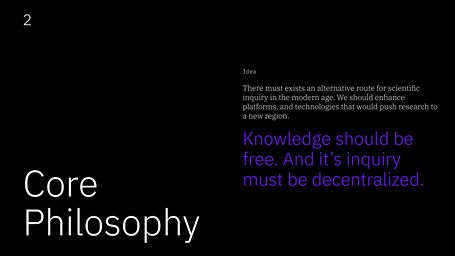 2
Idea
There must exists an alternative route for scientific
inquiry in the modern age. We should enhance
platforms, and technologies that would push research to
a new region.
Knowledge should be
free. And it's inquiry
must be decentralized.
Core
Philosophy